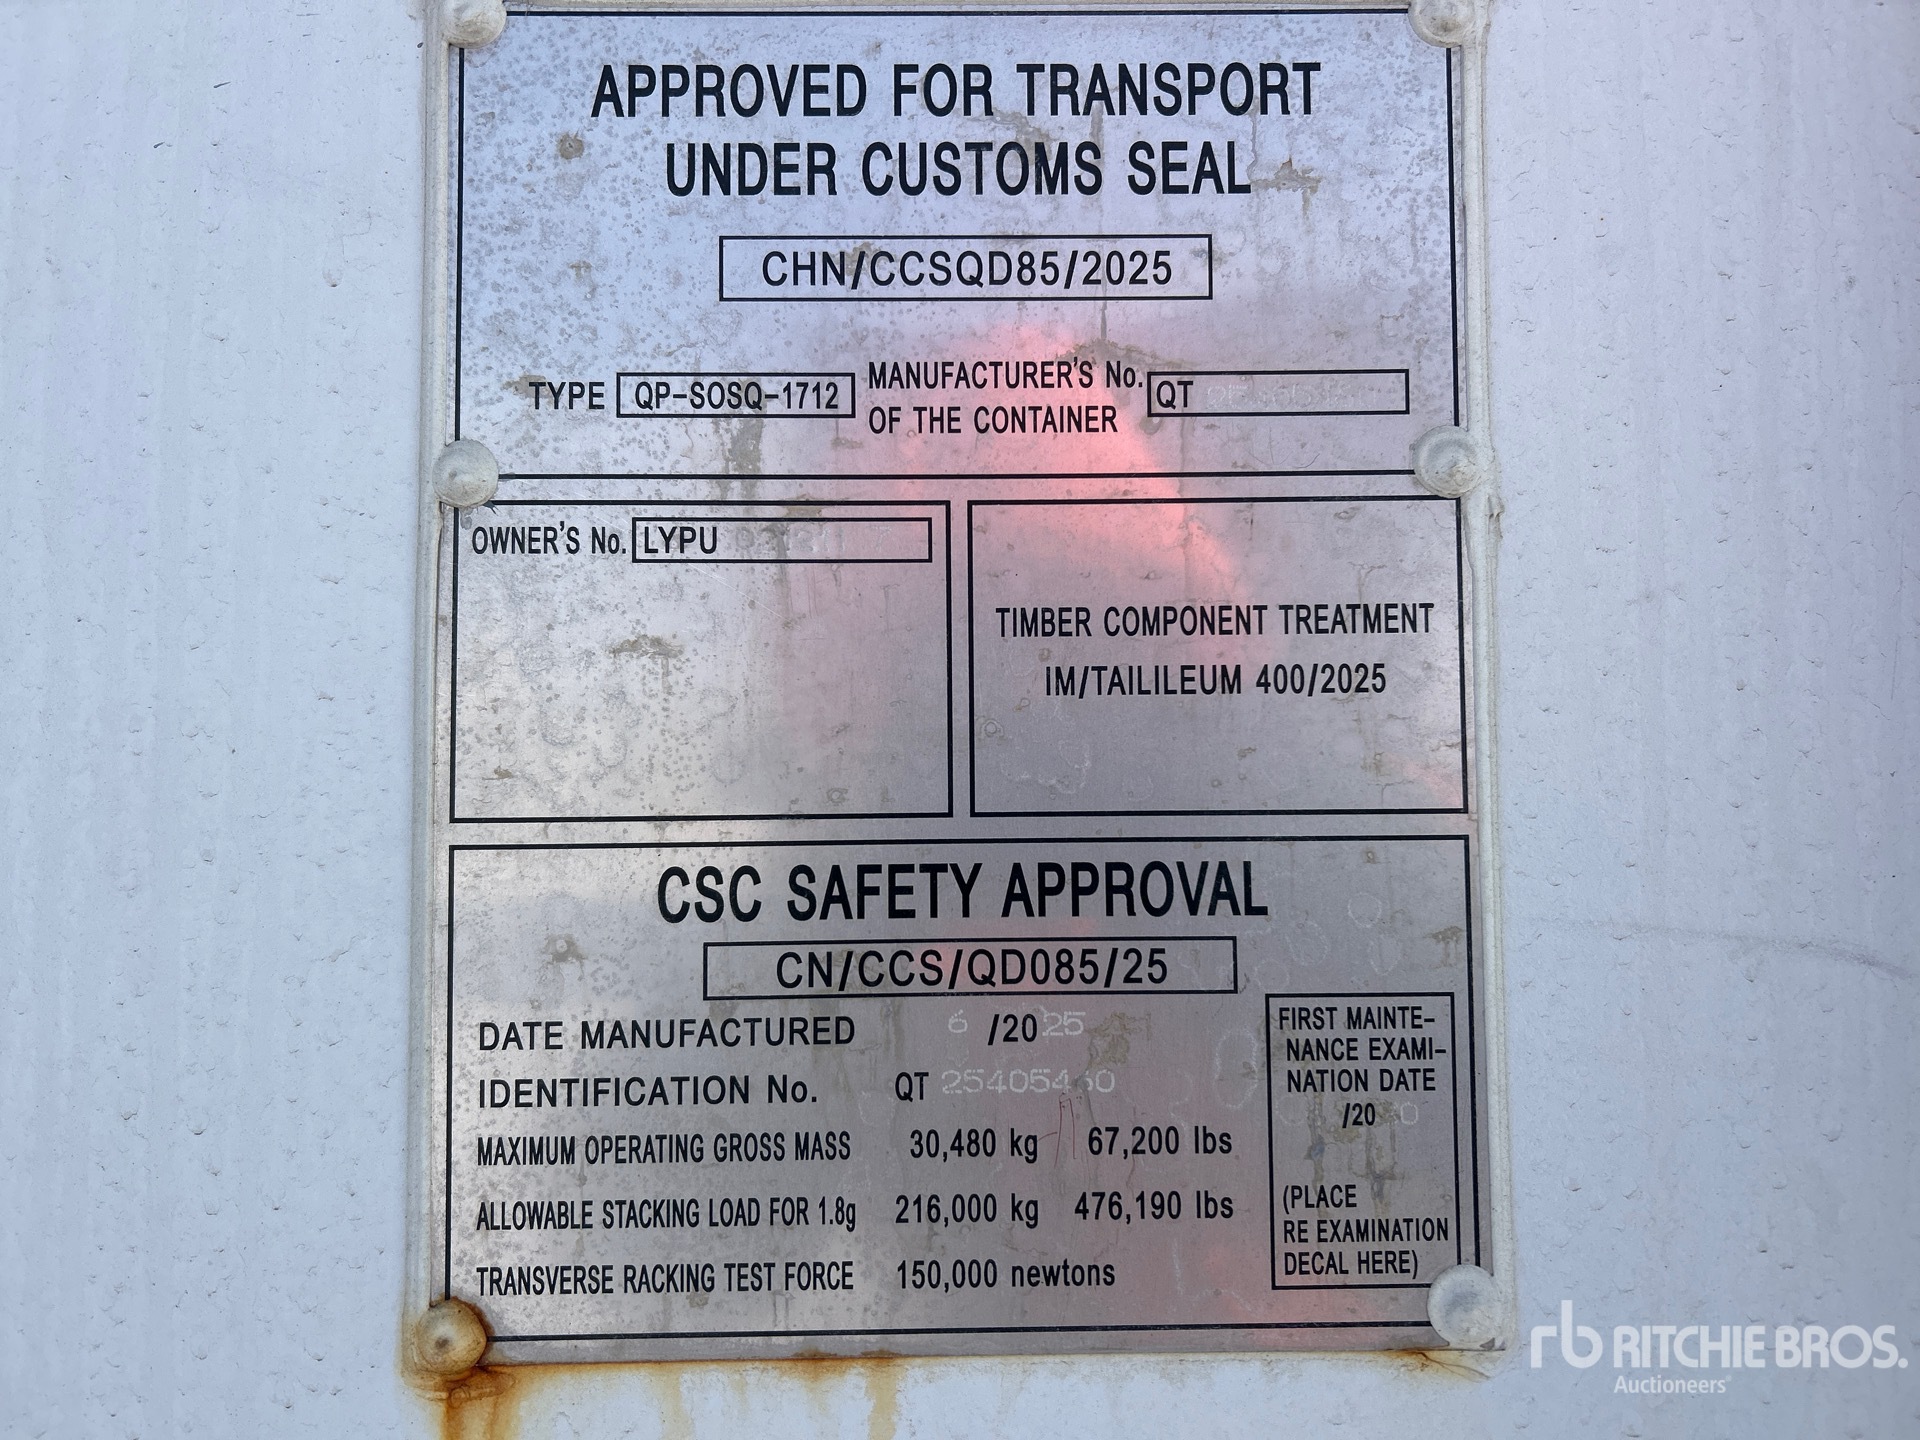 APPROVED FOR TRANSPORT
UNDER CUSTOMS SEAL
CHN/CCSQD85/2025
TYPE QP-SOSQ-1712 MANUFACTURER'S No. OF THE CONTAINER QT
OWNER'S No. LYPU
TIMBER COMPONENT TREATMENT
IM/TAILILEUM 400/2025
CSC SAFETY APPROVAL
CN/CCS/QD085/25
DATE MANUFACTURED 6 /2025
IDENTIFICATION No. QT
MAXIMUM OPERATING GROSS MASS 30,480 kg 67,200 lbs
ALLOWABLE STACKING LOAD FOR 1.8g 216,000 kg 476,190 lbs
TRANSVERSE RACKING TEST FORCE 150,000 newtons
FIRST MAINTE-
NANCE EXAMI-
NATION DATE
/20
(PLACE
RE EXAMINATION
DECAL HERE)
rb RITCHIE BROS.
Auctioneers